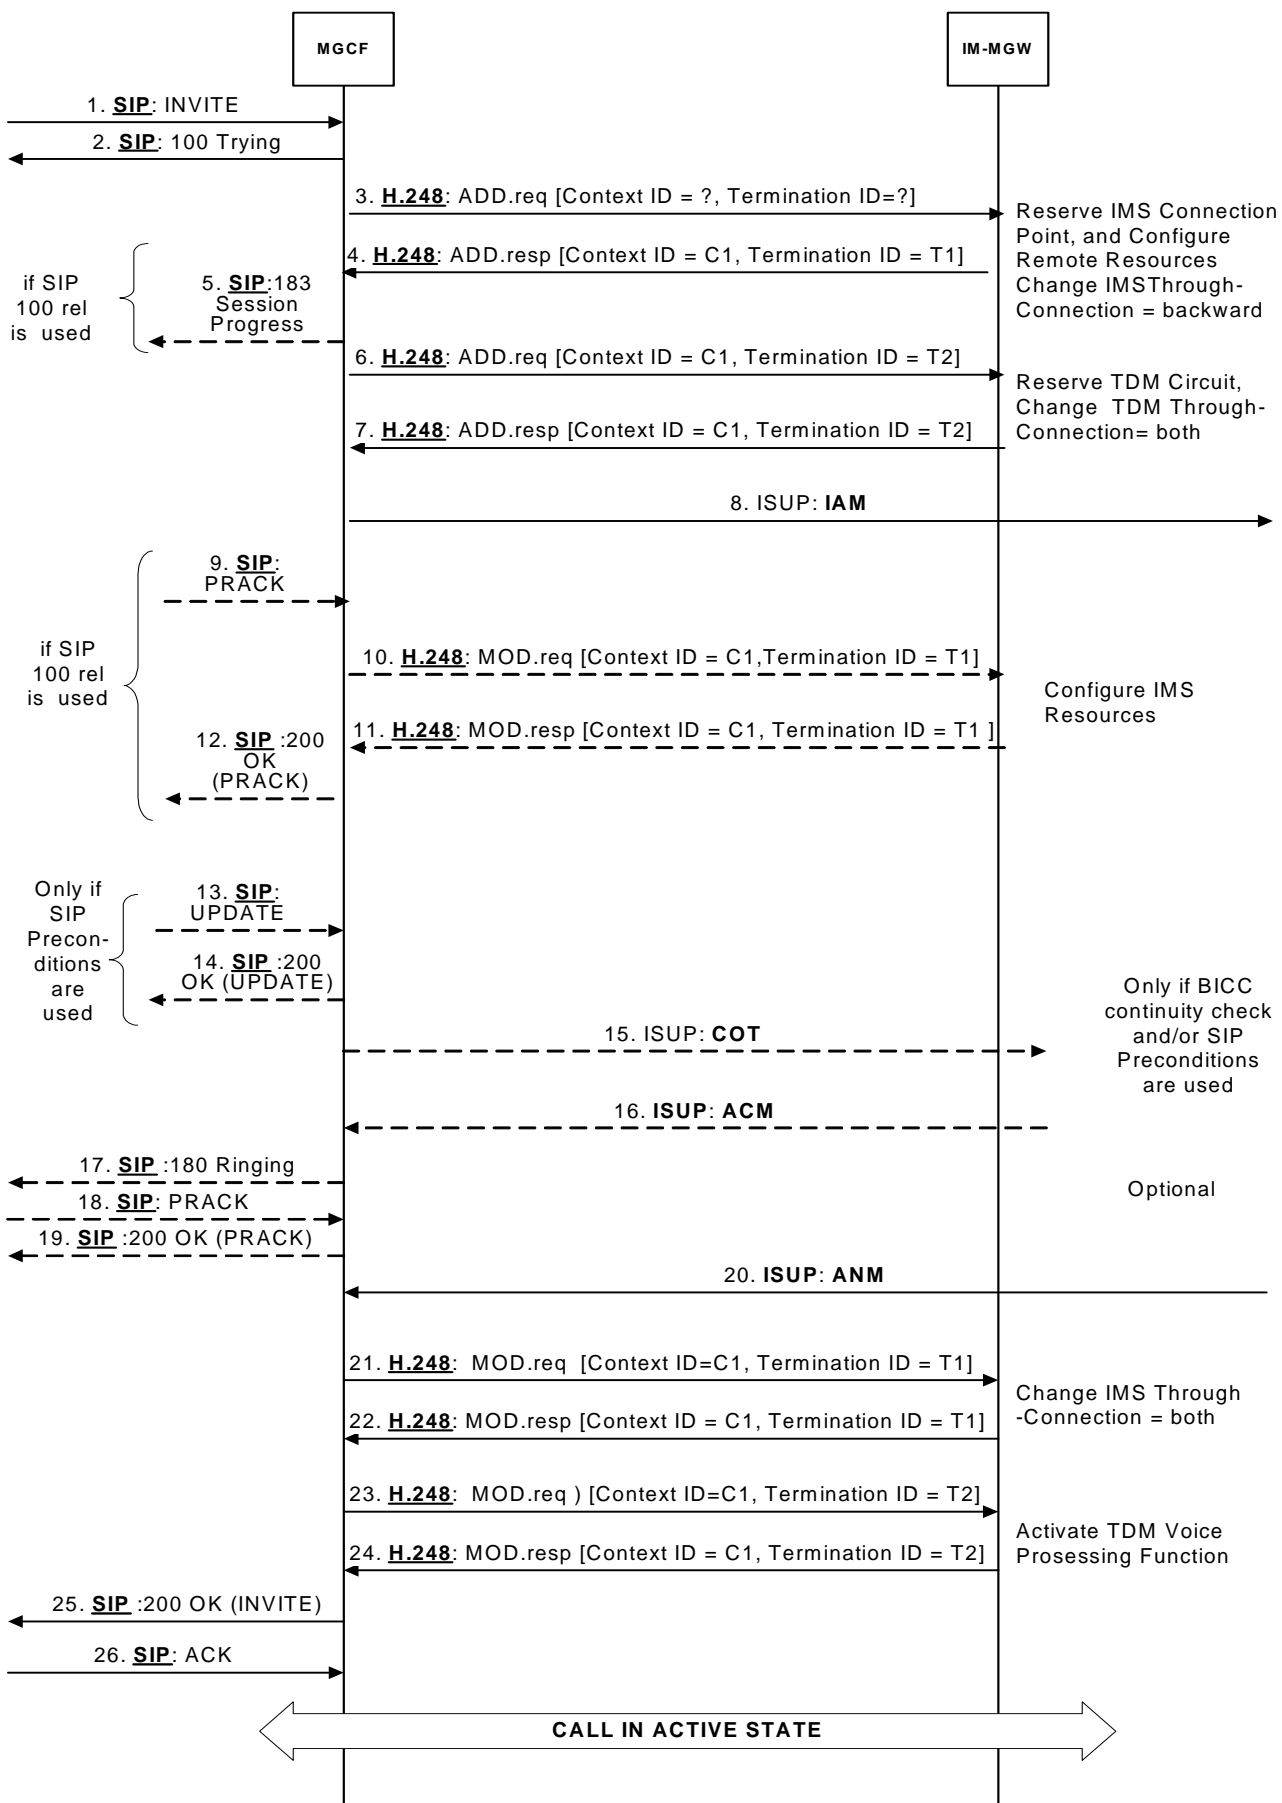 MGCF
IM-MGW
1. SIP: INVITE
2. SIP: 100 Trying
3. H.248: ADD.req [Context ID = ?, Termination ID=?]
Reserve IMS Connection
Point, and Configure
Remote Resources
Change IMSThrough-
Connection = backward
4. H.248: ADD.resp [Context ID = C1, Termination ID = T1]
if SIP
100 rel
is used
5. SIP:183
Session
Progress
6. H.248: ADD.req [Context ID = C1, Termination ID = T2]
Reserve TDM Circuit,
Change TDM Through-
Connection= both
7. H.248: ADD.resp [Context ID = C1, Termination ID = T2]
8. ISUP: IAM
9. SIP:
PRACK
if SIP
100 rel
is used
10. H.248: MOD.req [Context ID = C1,Termination ID = T1]
Configure IMS
Resources
11. H.248: MOD.resp [Context ID = C1, Termination ID = T1 ]
12. SIP :200
OK
(PRACK)
Only if
SIP
Precon-
ditions
are
used
13. SIP:
UPDATE
14. SIP :200
OK (UPDATE)
Only if BICC
continuity check
and/or SIP
Preconditions
are used
15. ISUP: COT
16. ISUP: ACM
17. SIP :180 Ringing
Optional
18. SIP: PRACK
19. SIP :200 OK (PRACK)
20. ISUP: ANM
21. H.248: MOD.req [Context ID=C1, Termination ID = T1]
Change IMS Through
-Connection = both
22. H.248: MOD.resp [Context ID = C1, Termination ID = T1]
23. H.248: MOD.req ) [Context ID=C1, Termination ID = T2]
Activate TDM Voice
Prosessing Function
24. H.248: MOD.resp [Context ID = C1, Termination ID = T2]
25. SIP :200 OK (INVITE)
26. SIP: ACK
CALL IN ACTIVE STATE